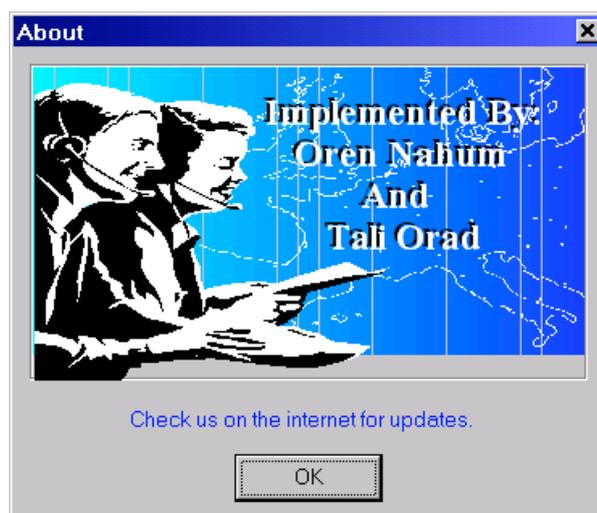 About
Implemented By:
Oren Nahum
And
Tali Orad
Check us on the internet for updates.
OK